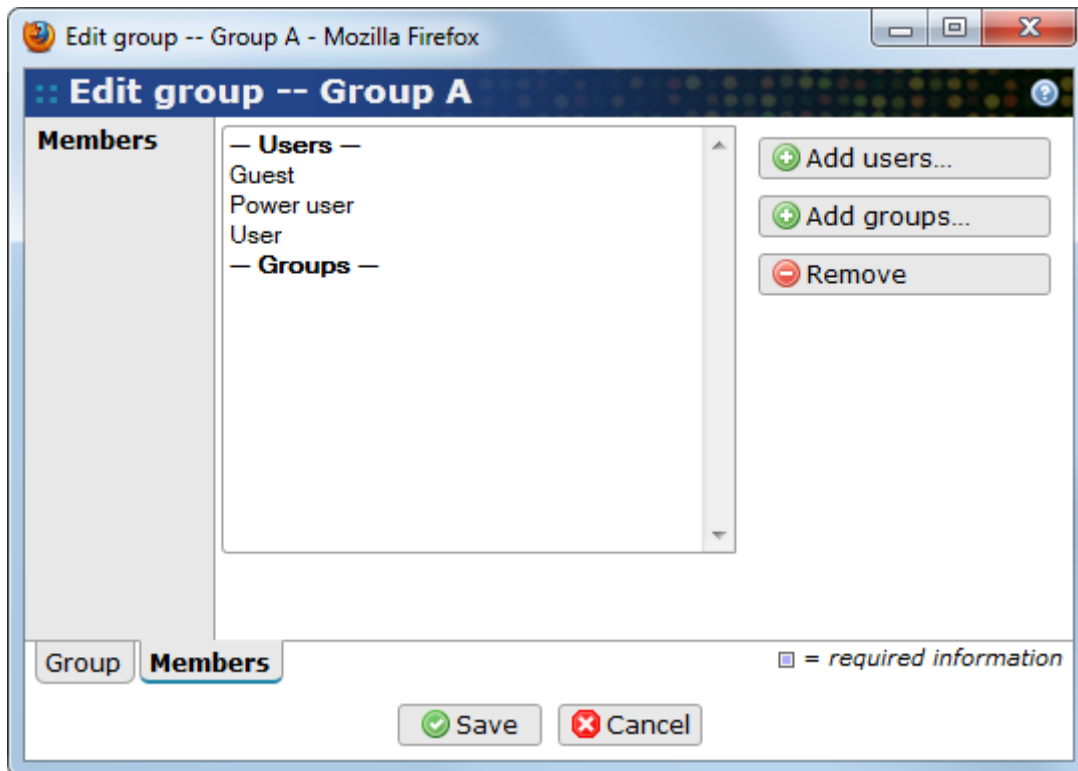 Edit group -- Group A - Mozilla Firefox
:: Edit group -- Group A
?
Members
— Users —
Guest
Power user
User
— Groups —
Add users...
Add groups...
Remove
Group
Members
= required information
Save
Cancel